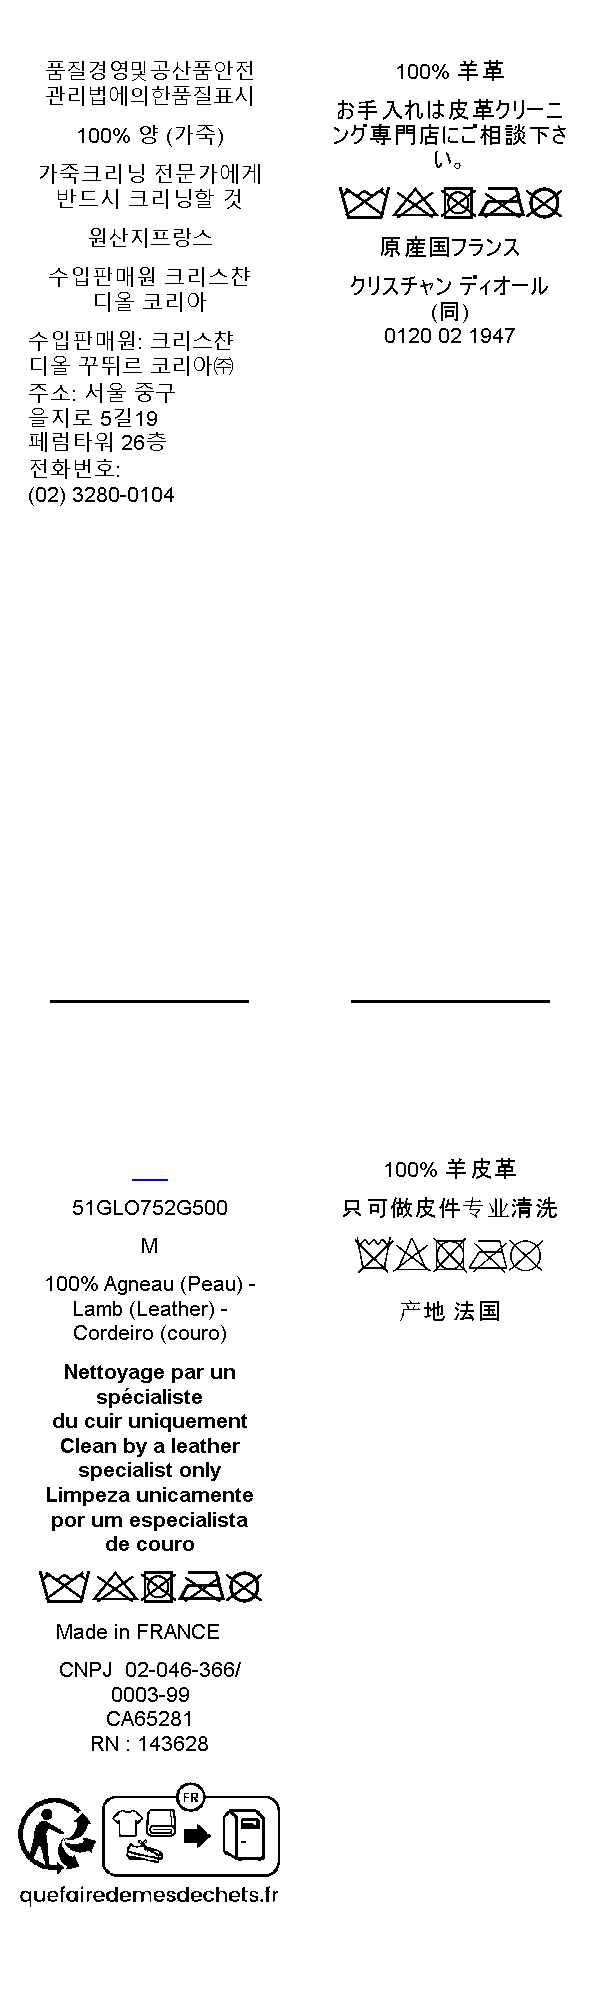 품질경영및공산품안전
관리법에의한품질표시
100% 양 (가죽)
가죽크리닝 전문가에게
반드시 크리닝할 것
원산지프랑스
수입판매원 크리스챤
디올 코리아
수입판매원: 크리스챤
디올 꾸뛰르 코리아㈜
주소: 서울 중구
을지로 5길19
페럼타워 26층
전화번호:
(02) 3280-0104
100% 羊革
お手入れは皮革クリーニ
ング専門店にご相談下さ
い。
原産国フランス
クリスチャン ディオール
(同)
0120 02 1947
51GLO752G500
M
100% Agneau (Peau) -
Lamb (Leather) -
Cordeiro (couro)
Nettoyage par un
spécialiste
du cuir uniquement
Clean by a leather
specialist only
Limpeza unicamente
por um especialista
de couro
Made in FRANCE
CNPJ  02-046-366/
0003-99
CA65281
RN : 143628
FR
quefairedemesdechets.fr
100% 羊皮革
只可做皮件专业清洗
产地 法国